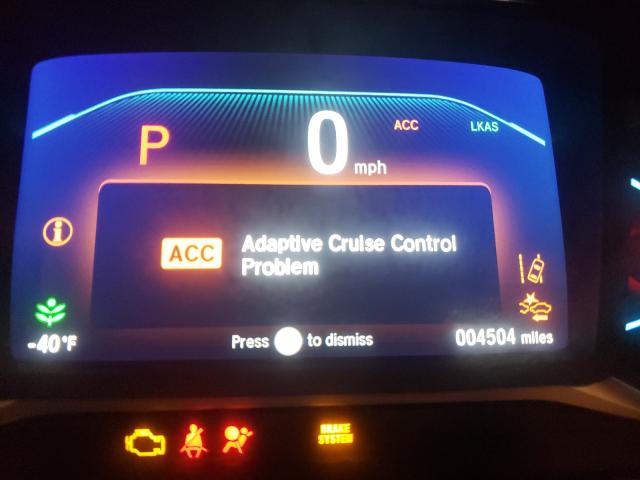 P
0 mph
ACC
LKAS
ACC
Adaptive Cruise Control
Problem
-40°F
Press to dismiss
004504 miles
BRAKE
SYSTEM